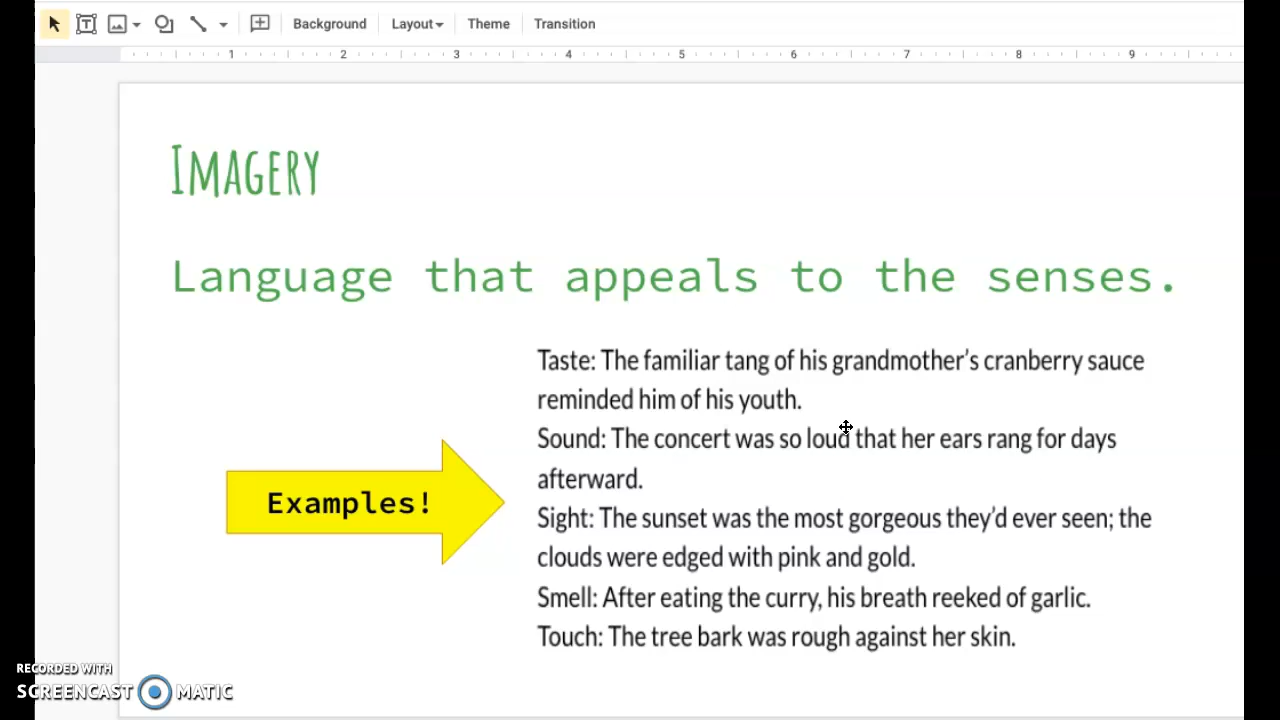 Background Layout Theme Transition
1 2 3 4 5 6 7 8 9
Imagery
Language that appeals to the senses.
Taste: The familiar tang of his grandmother's cranberry sauce
reminded him of his youth.
Sound: The concert was so loud that her ears rang for days
afterward.
Examples!
Sight: The sunset was the most gorgeous they'd ever seen; the
clouds were edged with pink and gold.
Smell: After eating the curry, his breath reeked of garlic.
Touch: The tree bark was rough against her skin.
RECORDED WITH
SCREENCAST MATIC